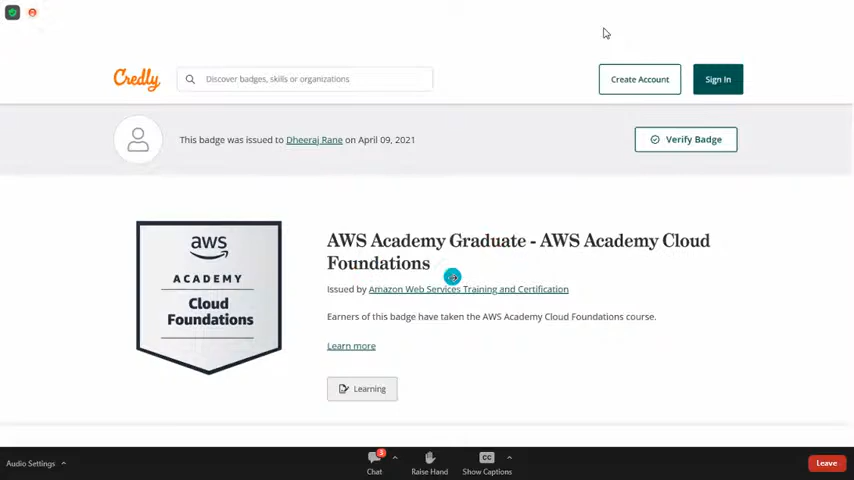 Credly
Discover badges, skills or organizations
Create Account
Sign In
This badge was issued to Dheeraj Rane on April 09, 2021
Verify Badge
aws
ACADEMY
Cloud
Foundations
AWS Academy Graduate - AWS Academy Cloud
Foundations
Issued by Amazon Web Services Training and Certification
Earners of this badge have taken the AWS Academy Cloud Foundations course.
Learn more
Learning
Audio Settings
3
Chat
Raise Hand
CC
Show Captions
Leave